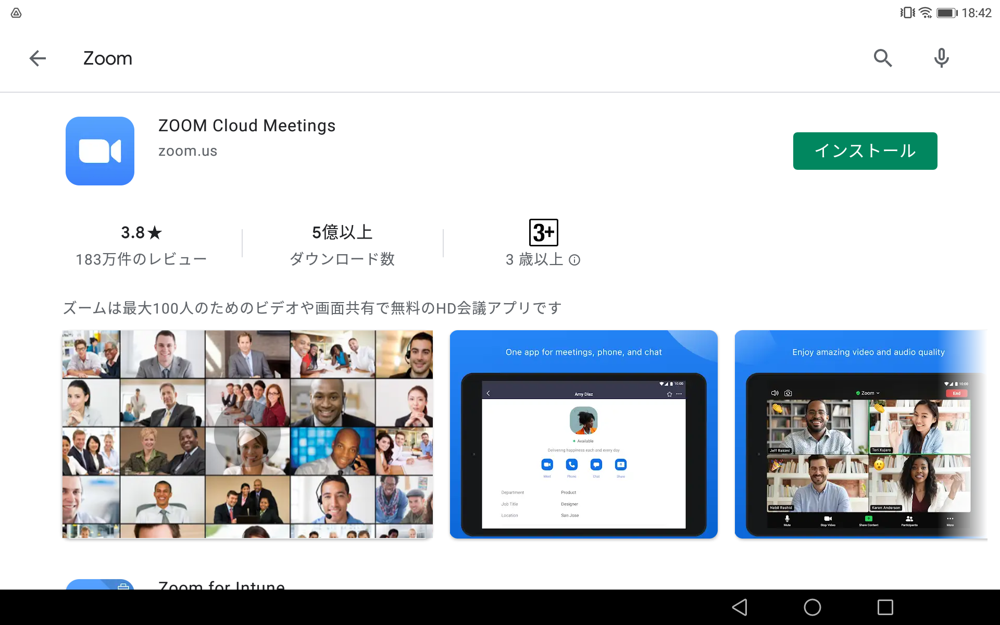 18:42
Zoom
ZOOM Cloud Meetings
zoom.us
インストール
3.8★
183万件のレビュー
5億以上
ダウンロード数
3+
3 歳以上
ズームは最大100人のためのビデオや画面共有で無料のHD会議アプリです
One app for meetings, phone, and chat
10:00
Amy Diaz
Available
Delivering happiness each and every day
Meet Phone Chat Share
Department Product
Job Title Designer
Location San Jose
Enjoy amazing video and audio quality
10:00
Zoom
End
Jeff Rakimi
Tori Kujaro
Nabil Rashid
Karen Anderson
Mute Stop Video Share Content Participants More
Zoom for Intune